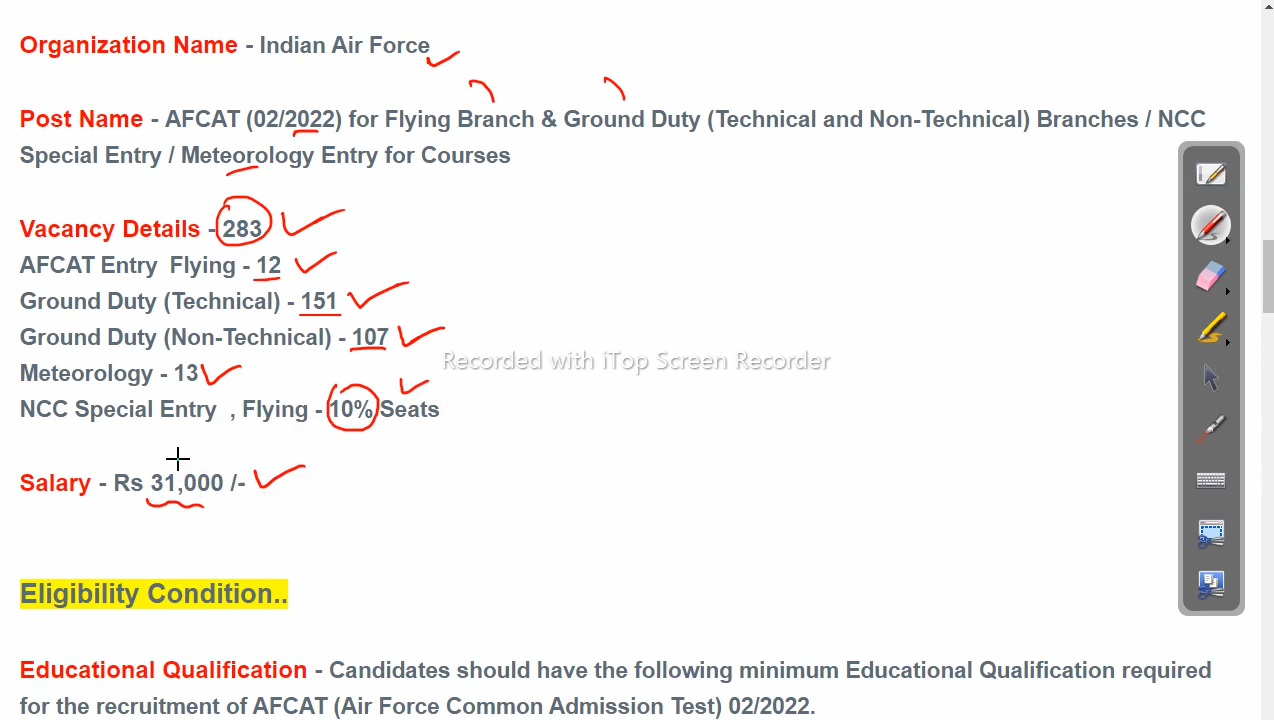 Organization Name - Indian Air Force
Post Name - AFCAT (02/2022) for Flying Branch & Ground Duty (Technical and Non-Technical) Branches / NCC
Special Entry / Meteorology Entry for Courses
Vacancy Details - 283
AFCAT Entry Flying - 12
Ground Duty (Technical) - 151
Ground Duty (Non-Technical) - 107
Recorded with iTop Screen Recorder
Meteorology - 13
NCC Special Entry , Flying - 10% Seats
Salary - Rs 31,000 /-
Eligibility Condition..
Educational Qualification - Candidates should have the following minimum Educational Qualification required
for the recruitment of AFCAT (Air Force Common Admission Test) 02/2022.